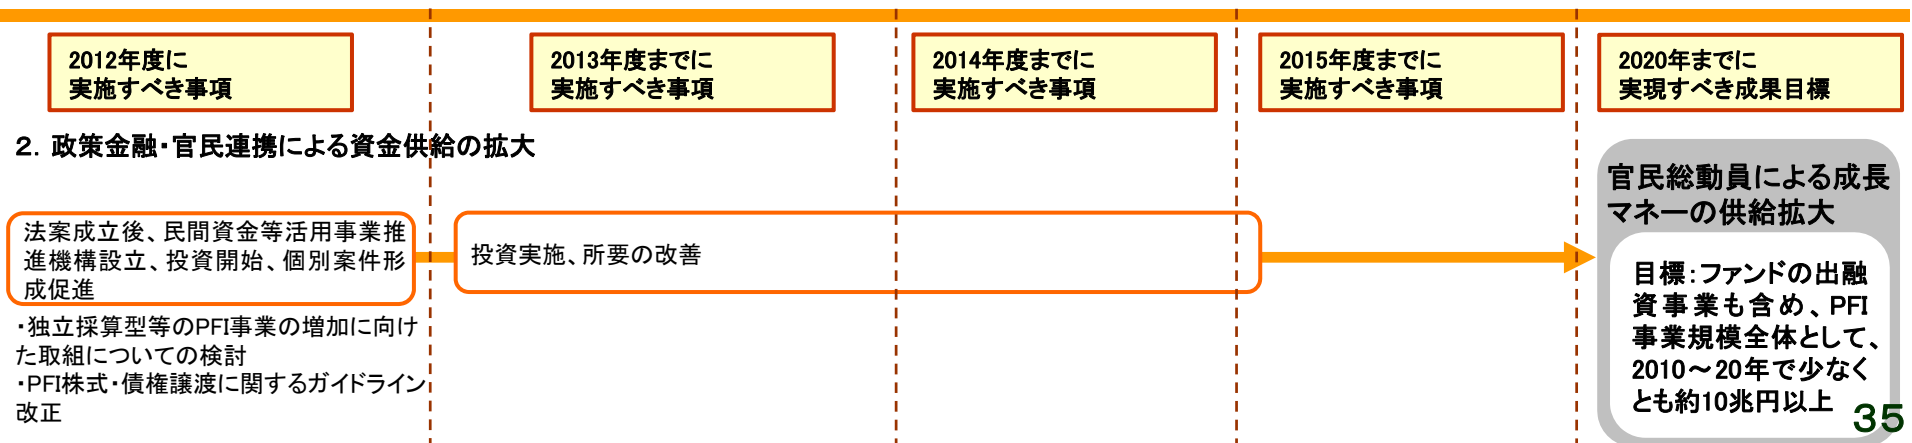 2012年度に
実施すべき事項
2013年度までに
実施すべき事項
2014年度までに
実施すべき事項
2015年度までに
実施すべき事項
2020年までに
実現すべき成果目標
２．政策金融・官民連携による資金供給の拡大
法案成立後、民間資金等活用事業推
進機構設立、投資開始、個別案件形
成促進
・独立採算型等のPFI事業の増加に向け
た取組についての検討
・PFI株式・債権譲渡に関するガイドライン
改正
投資実施、所要の改善
官民総動員による成長
マネーの供給拡大
目標：ファンドの出融
資事業も含め、PFI
事業規模全体として、
2010～20年で少なく
とも約10兆円以上
35